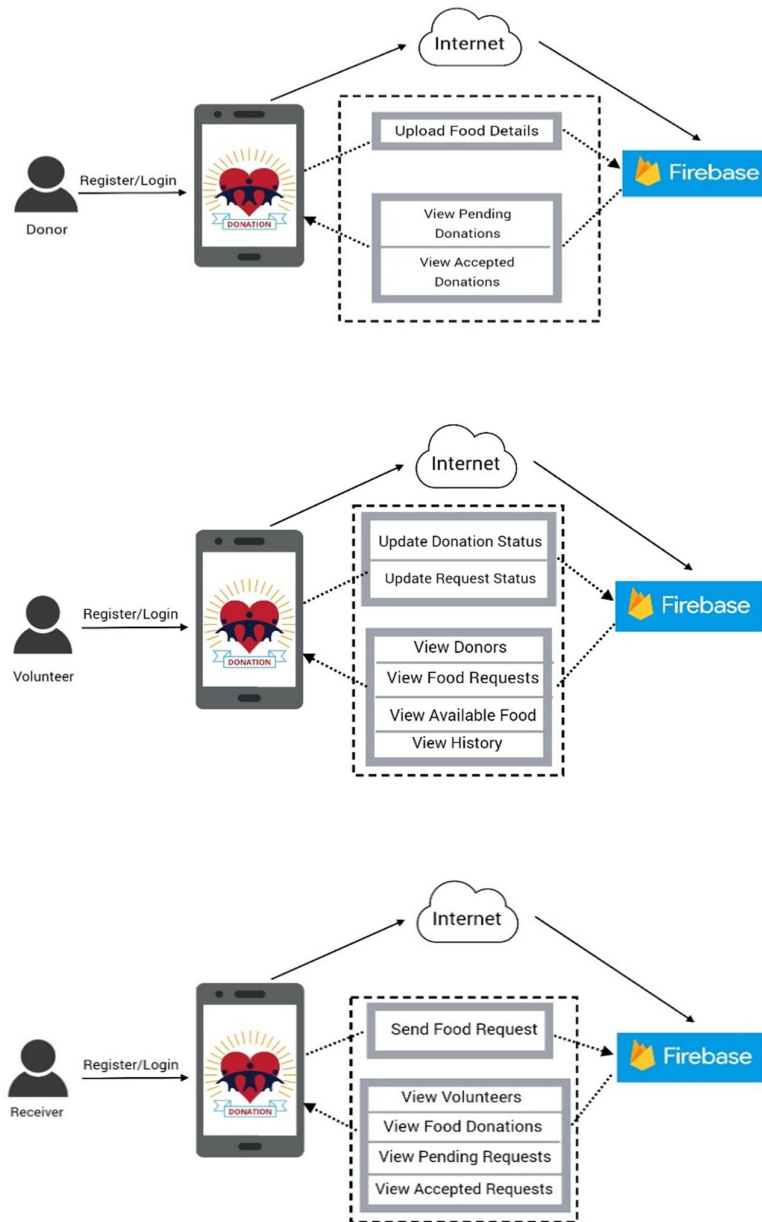 Internet
Upload Food Details
Register/Login
Firebase
Donor
DONATION
View Pending
Donations
View Accepted
Donations
Internet
Update Donation Status
Update Request Status
Register/Login
Firebase
Volunteer
DONATION
View Donors
View Food Requests
View Available Food
View History
Internet
Send Food Request
Register/Login
Firebase
Receiver
DONATION
View Volunteers
View Food Donations
View Pending Requests
View Accepted Requests